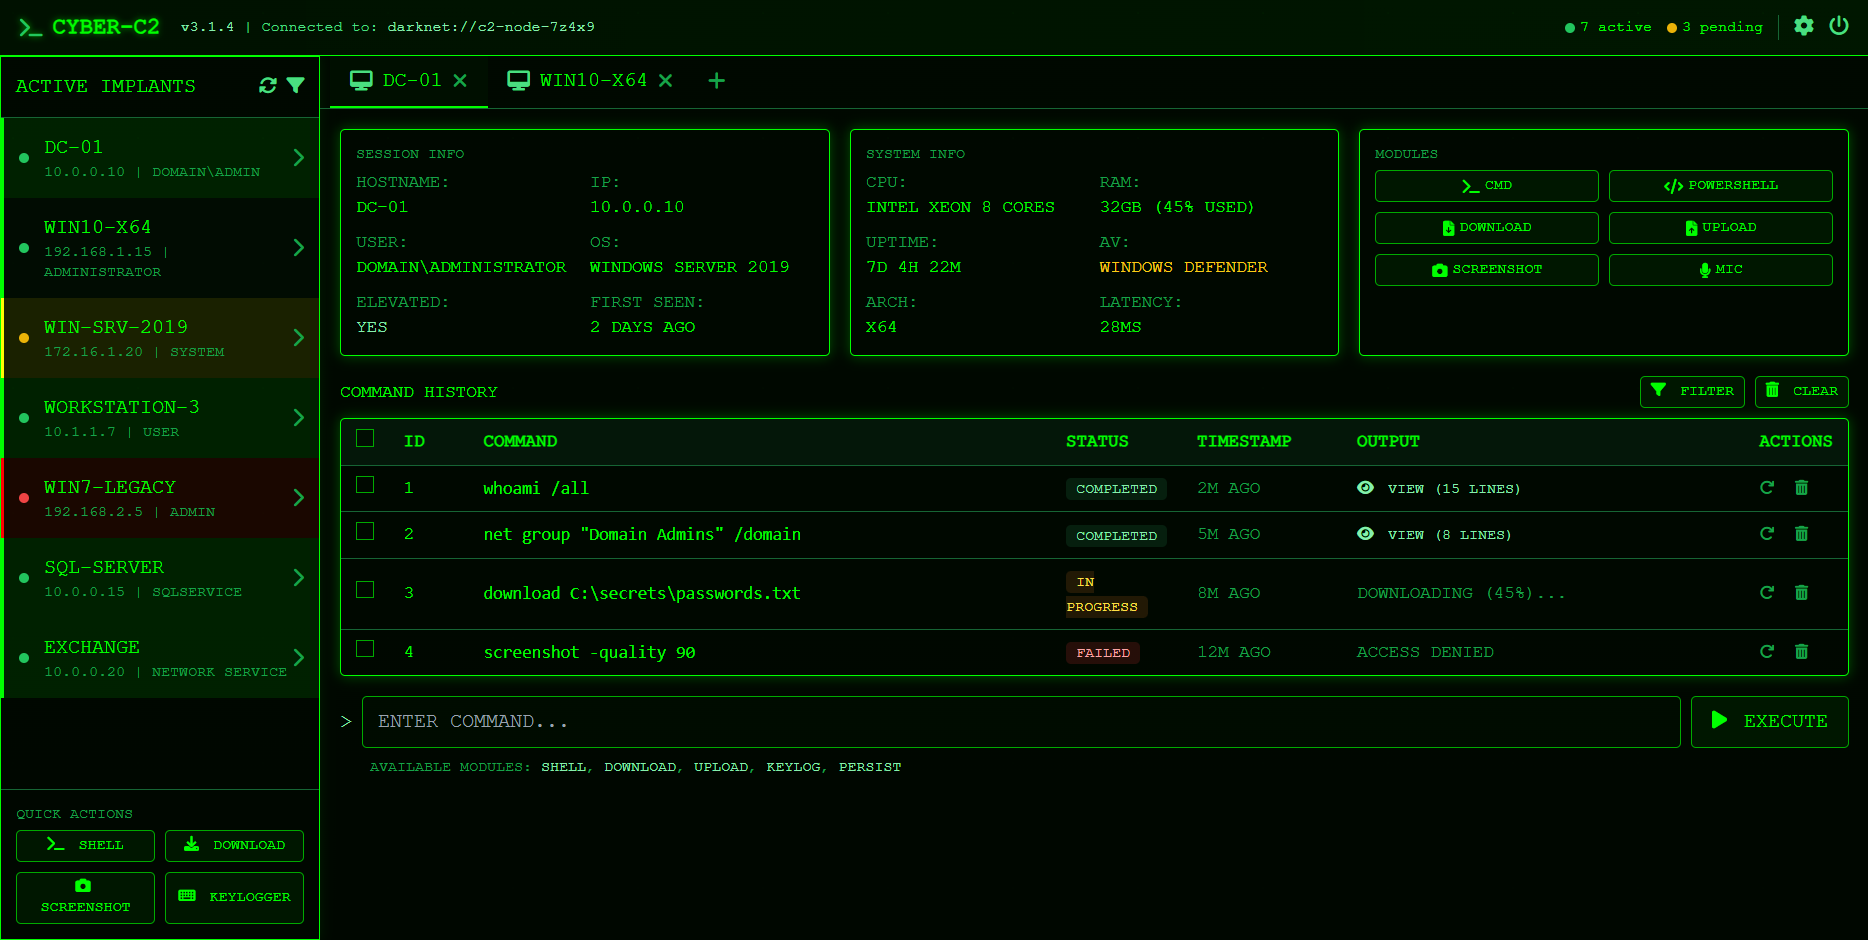 CYBER-C2 v3.1.4 | Connected to: darknet://c2-node-7z4x9
7 active 3 pending
ACTIVE IMPLANTS
DC-01
10.0.0.10 | DOMAIN\ADMIN
WIN10-X64
192.168.1.15 |
ADMINISTRATOR
WIN-SRV-2019
172.16.1.20 | SYSTEM
WORKSTATION-3
10.1.1.7 | USER
WIN7-LEGACY
192.168.2.5 | ADMIN
SQL-SERVER
10.0.0.15 | SQLSERVICE
EXCHANGE
10.0.0.20 | NETWORK SERVICE
QUICK ACTIONS
SHELL DOWNLOAD
SCREENSHOT KEYLOGGER
DC-01 WIN10-X64
SESSION INFO
HOSTNAME: IP:
DC-01 10.0.0.10
USER: OS:
DOMAIN\ADMINISTRATOR WINDOWS SERVER 2019
ELEVATED: FIRST SEEN:
YES 2 DAYS AGO
SYSTEM INFO
CPU: RAM:
INTEL XEON 8 CORES 32GB (45% USED)
UPTIME: AV:
7D 4H 22M WINDOWS DEFENDER
ARCH: LATENCY:
X64 28MS
MODULES
CMD POWERSHELL
DOWNLOAD UPLOAD
SCREENSHOT MIC
COMMAND HISTORY FILTER CLEAR
ID COMMAND STATUS TIMESTAMP OUTPUT ACTIONS
1 whoami /all COMPLETED 2M AGO VIEW (15 LINES)
2 net group "Domain Admins" /domain COMPLETED 5M AGO VIEW (8 LINES)
3 download C:\secrets\passwords.txt IN PROGRESS 8M AGO DOWNLOADING (45%)...
4 screenshot -quality 90 FAILED 12M AGO ACCESS DENIED
> ENTER COMMAND... EXECUTE
AVAILABLE MODULES: SHELL, DOWNLOAD, UPLOAD, KEYLOG, PERSIST